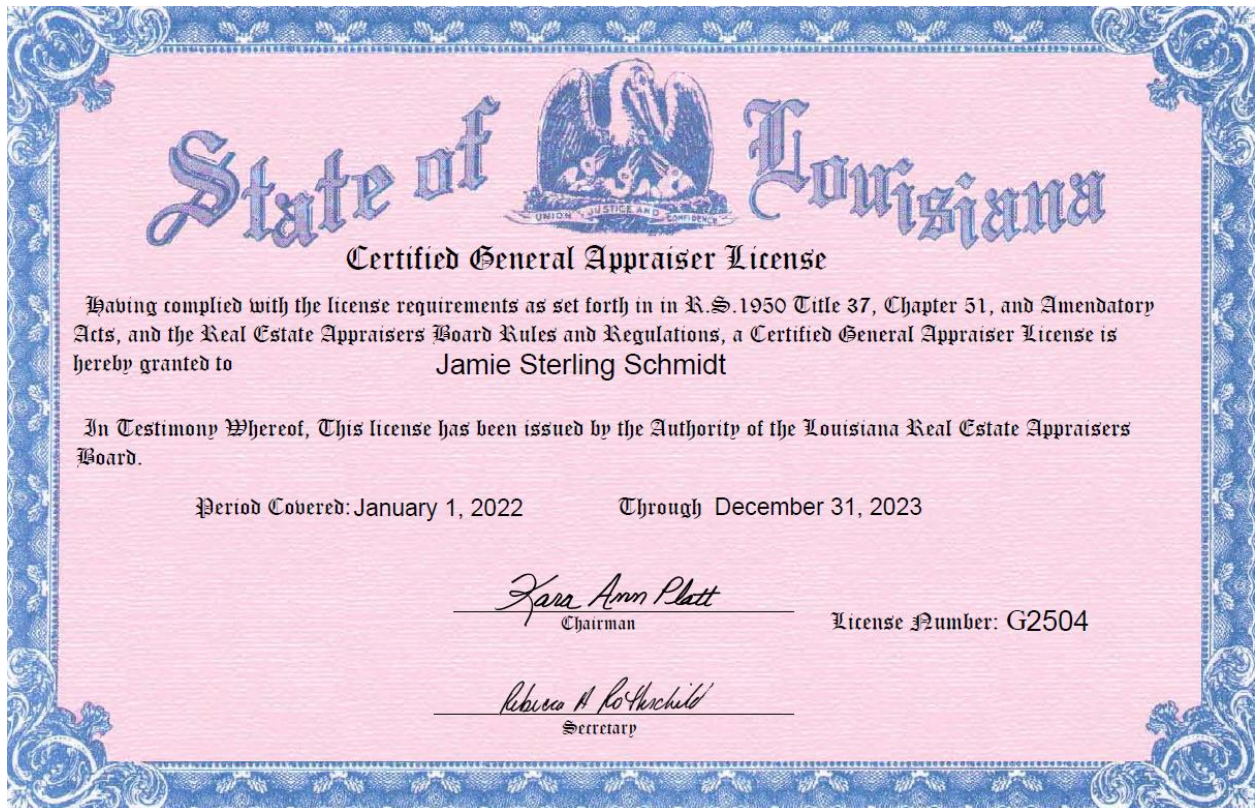 State of Louisiana
UNION JUSTICE AND CONFIDENCE
Certified General Appraiser License
Having complied with the license requirements as set forth in in R.S.1950 Title 37, Chapter 51, and Amendatory
Acts, and the Real Estate Appraisers Board Rules and Regulations, a Certified General Appraiser License is
hereby granted to Jamie Sterling Schmidt
In Testimony Whereof, This license has been issued by the Authority of the Louisiana Real Estate Appraisers
Board.
Period Covered: January 1, 2022 Through December 31, 2023
Kara Ann Platt
Chairman License Number: G2504
Rebecca A Rothschild
Secretary